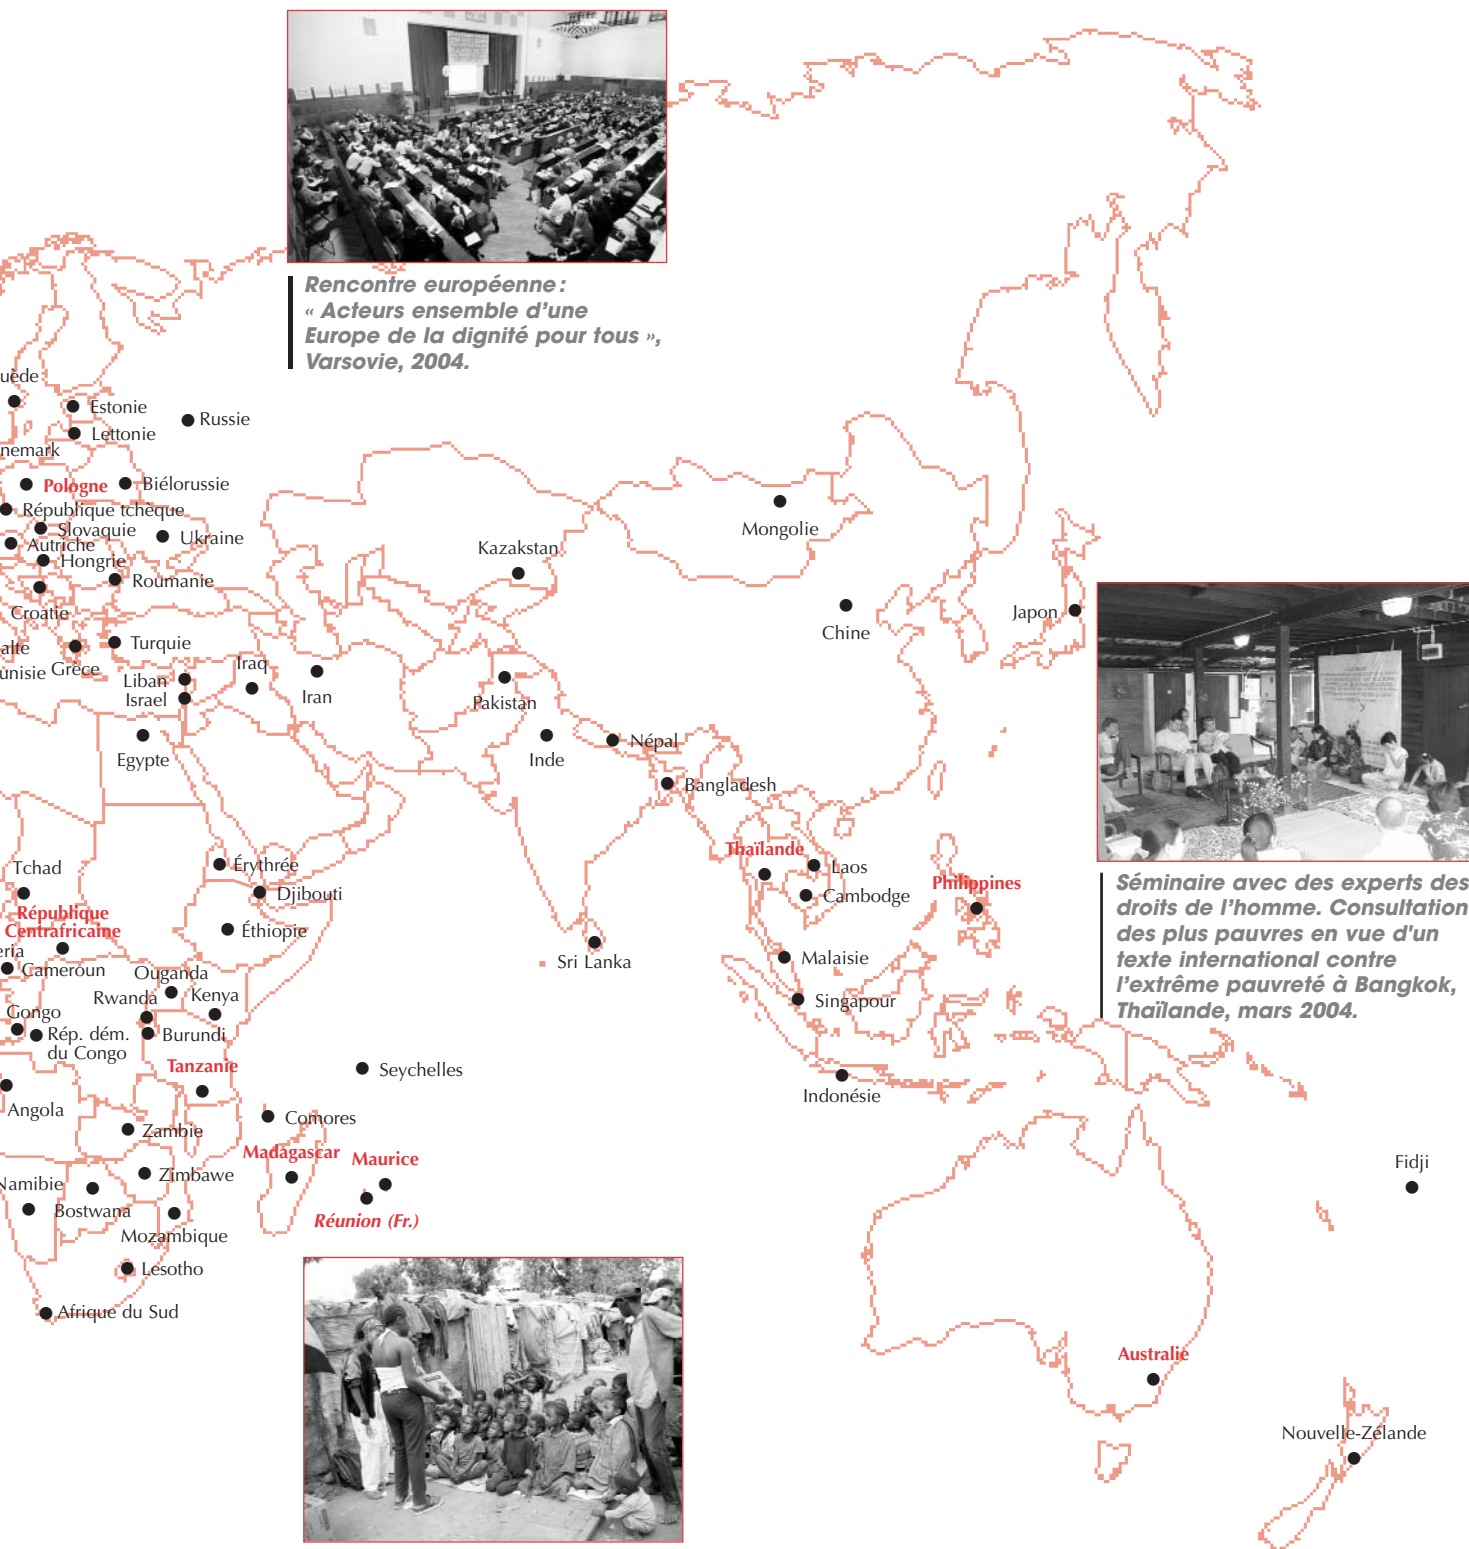 Rencontre européenne :
« Acteurs ensemble d’une
Europe de la dignité pour tous »,
Varsovie, 2004.
uède
Estonie
Russie
Lettonie
nemark
Pologne
Biélorussie
République tchèque
Slovaquie
Ukraine
Autriche
Hongrie
Roumanie
Croatie
Mongolie
Kazakstan
Chine
Japon
alte
Turquie
unisie
Grèce
Iraq
Liban
Israel
Iran
Pakistan
Egypte
Inde
Népal
Bangladesh
Tchad
Érythrée
Djibouti
Thaïlande
Laos
Cambodge
Philippines
République
Centrafricaine
Éthiopie
eria
Cameroun
Ouganda
Sri Lanka
Malaisie
Rwanda
Kenya
Singapour
Congo
Rép. dém.
du Congo
Burundi
Séminaire avec des experts des
droits de l’homme. Consultation
des plus pauvres en vue d'un
texte international contre
l’extrême pauvreté à Bangkok,
Thaïlande, mars 2004.
Tanzanie
Seychelles
Indonésie
Angola
Comores
Zambie
Madagascar
Maurice
Fidji
Namibie
Zimbawe
Bostwana
Réunion (Fr.)
Mozambique
Lesotho
Afrique du Sud
Australie
Nouvelle-Zélande